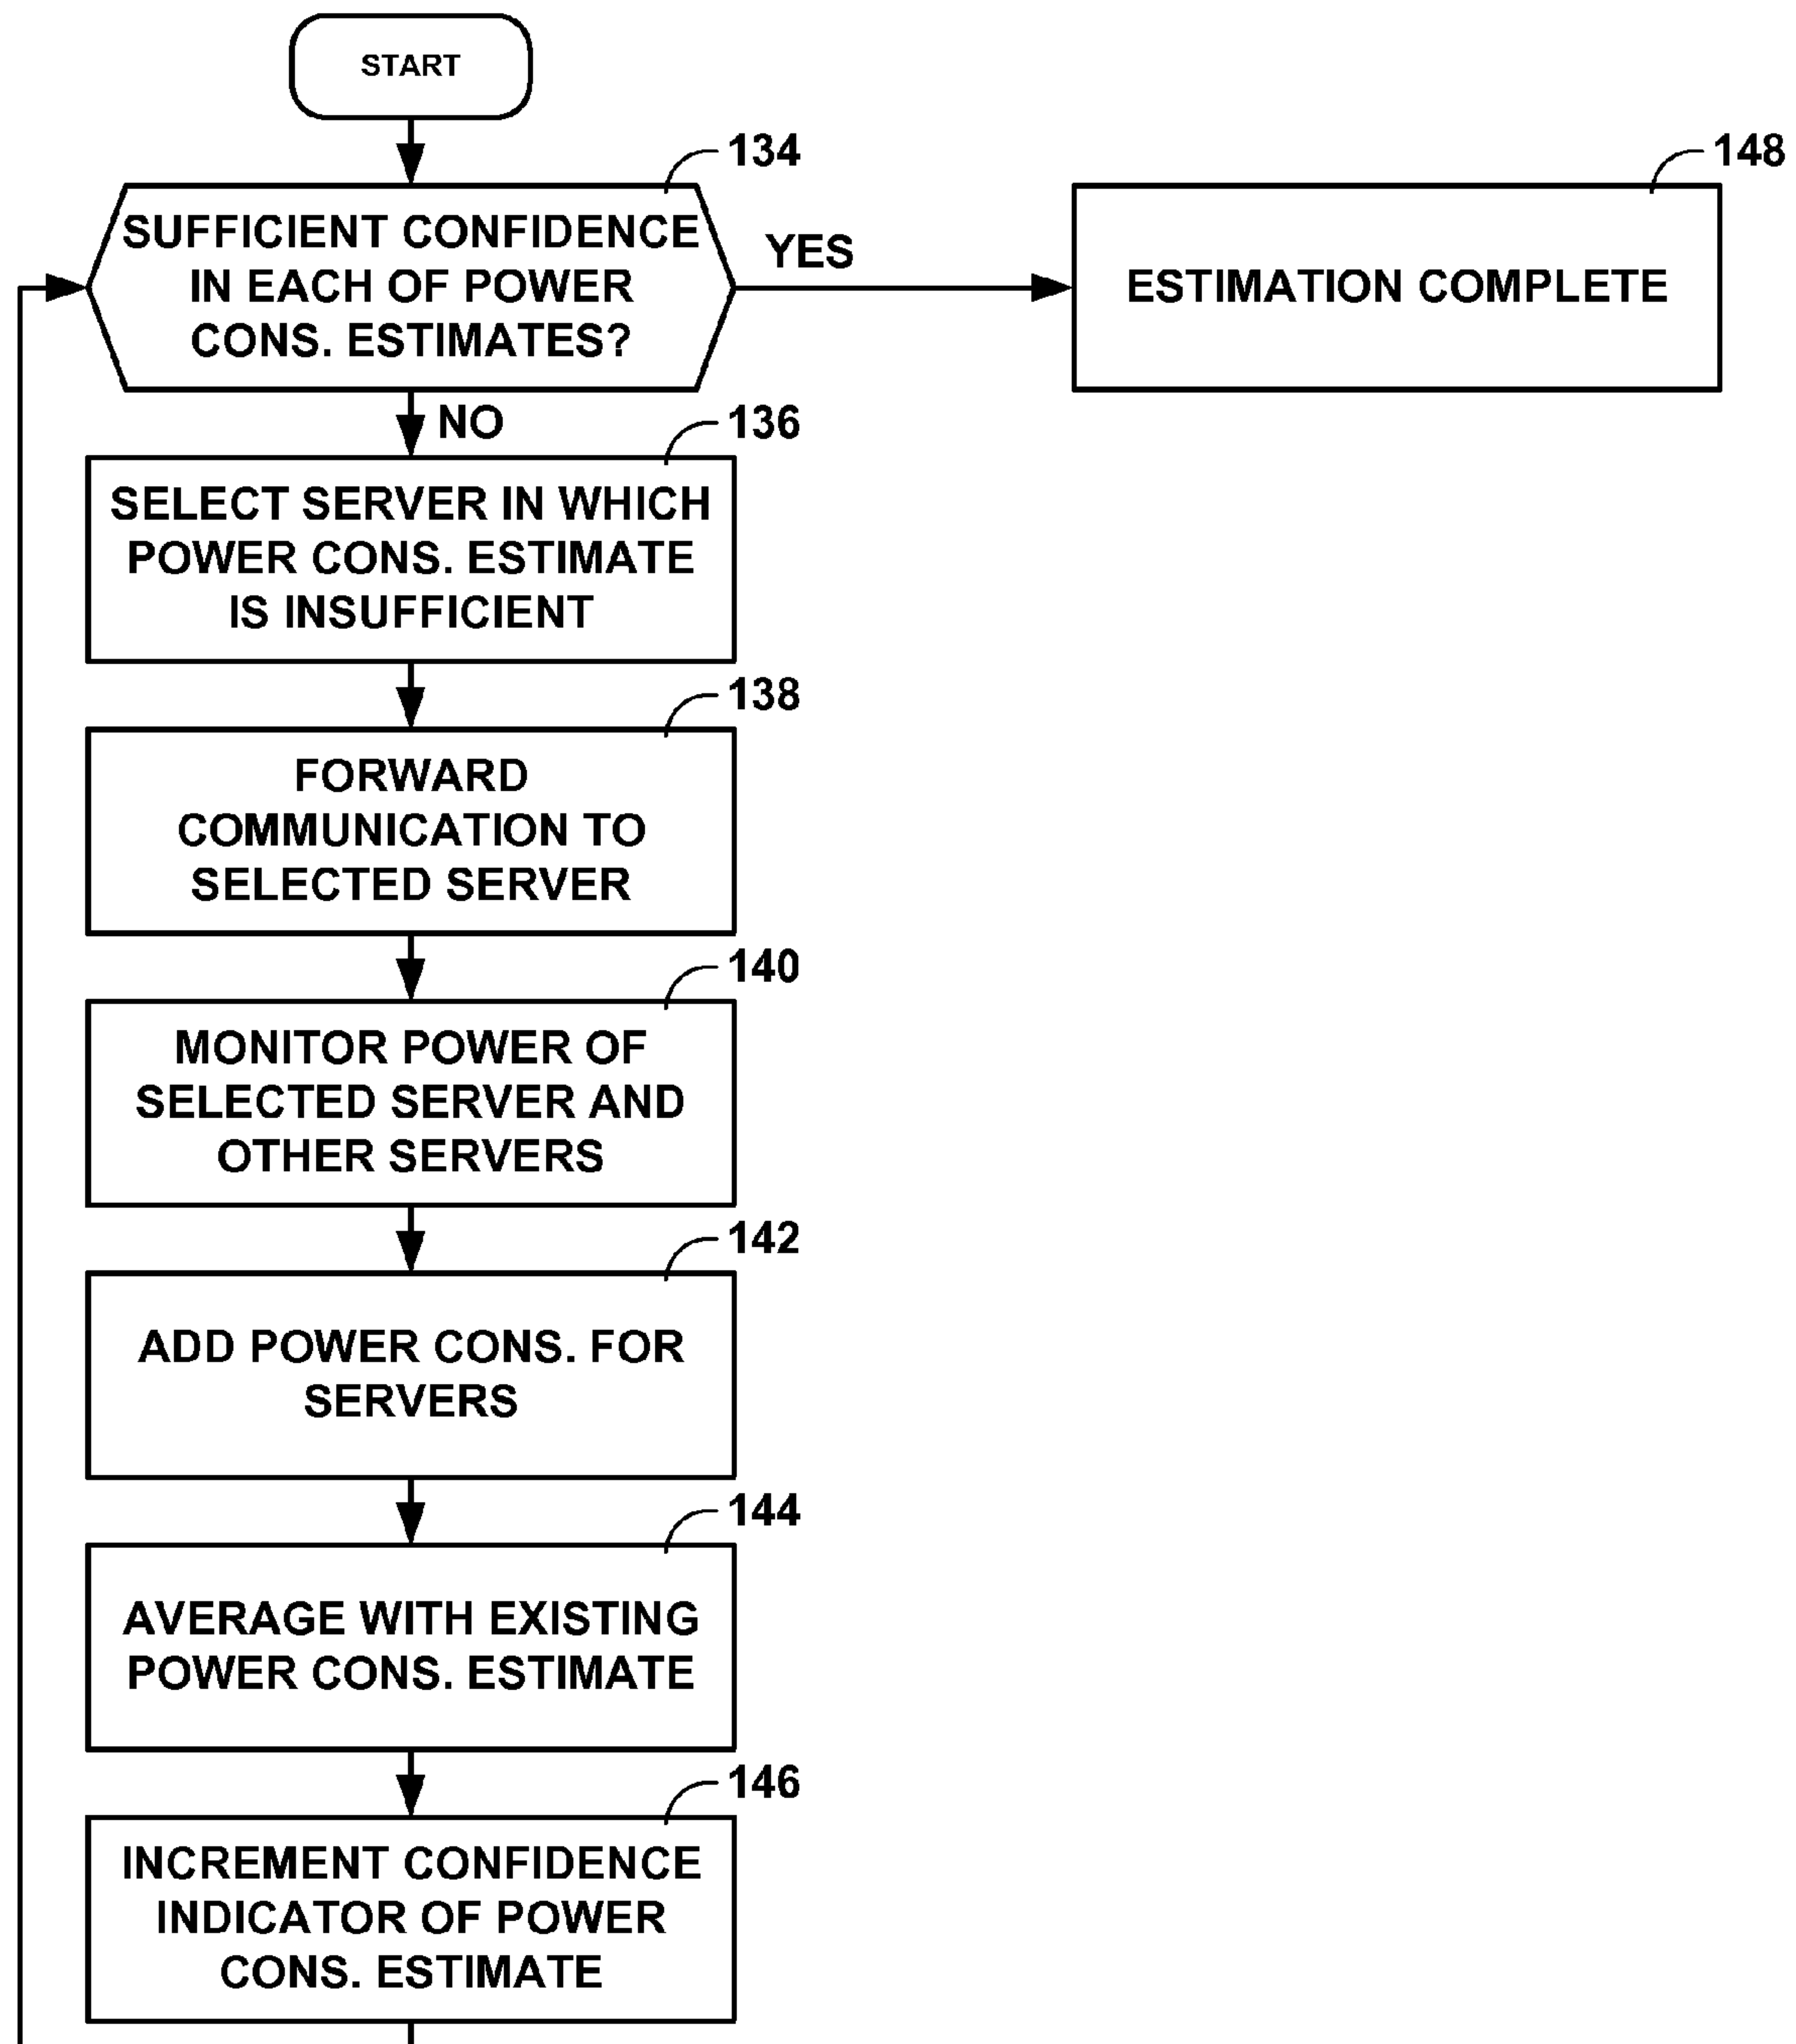 START
134
148
SUFFICIENT CONFIDENCE
IN EACH OF POWER
CONS. ESTIMATES?
YES
ESTIMATION COMPLETE
NO
136
SELECT SERVER IN WHICH
POWER CONS. ESTIMATE
IS INSUFFICIENT
138
FORWARD
COMMUNICATION TO
SELECTED SERVER
140
MONITOR POWER OF
SELECTED SERVER AND
OTHER SERVERS
142
ADD POWER CONS. FOR
SERVERS
144
AVERAGE WITH EXISTING
POWER CONS. ESTIMATE
146
INCREMENT CONFIDENCE
INDICATOR OF POWER
CONS. ESTIMATE